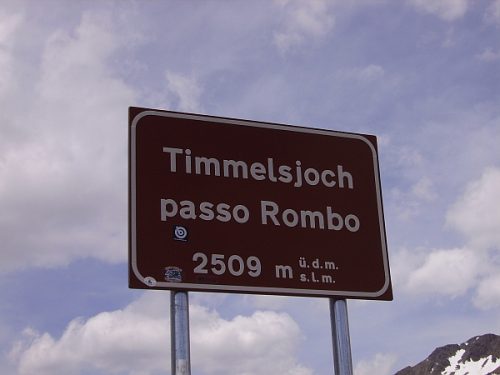 Timmelsjoch
passo Rombo
2509 m ü.d.m.
s.l.m.